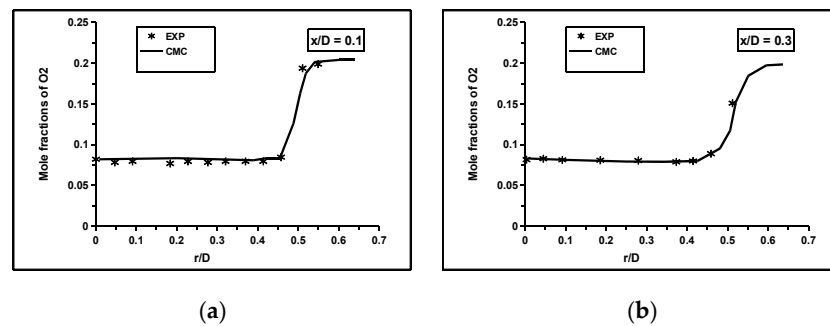 0.25
EXP
CMC
x/D = 0.1
0.2
0.15
0.1
0.05
0
Mole fractions of O2
0 0.1 0.2 0.3 0.4 0.5 0.6 0.7
r/D
(a)
0.25
EXP
CMC
x/D = 0.3
0.2
0.15
0.1
0.05
0
Mole fractions of O2
0 0.1 0.2 0.3 0.4 0.5 0.6 0.7
r/D
(b)